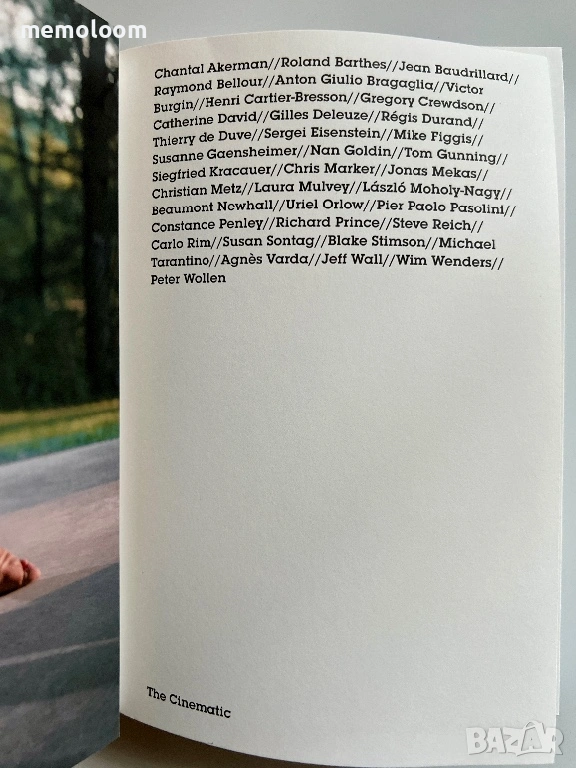 memoloom
Chantal Akerman//Roland Barthes//Jean Baudrillard//
Raymond Bellour//Anton Giulio Bragaglia//Victor
Burgin//Henri Cartier-Bresson//Gregory Crewdson//
Catherine David//Gilles Deleuze//Régis Durand//
Thierry de Duve//Sergei Eisenstein//Mike Figgis//
Susanne Gaensheimer//Nan Goldin//Tom Gunning//
Siegfried Kracauer//Chris Marker//Jonas Mekas//
Christian Metz//Laura Mulvey//László Moholy-Nagy//
Beaumont Newhall//Uriel Orlow//Pier Paolo Pasolini//
Constance Penley//Richard Prince//Steve Reich//
Carlo Rim//Susan Sontag//Blake Stimson//Michael
Tarantino//Agnès Varda//Jeff Wall//Wim Wenders//
Peter Wollen
The Cinematic
BAZAR